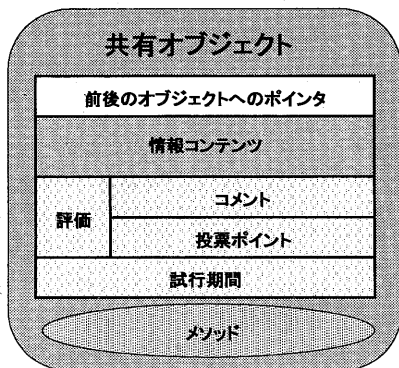 共有オブジェクト
前後のオブジェクトへのポインタ
情報コンテンツ
評価
コメント
投票ポイント
試行期間
メソッド